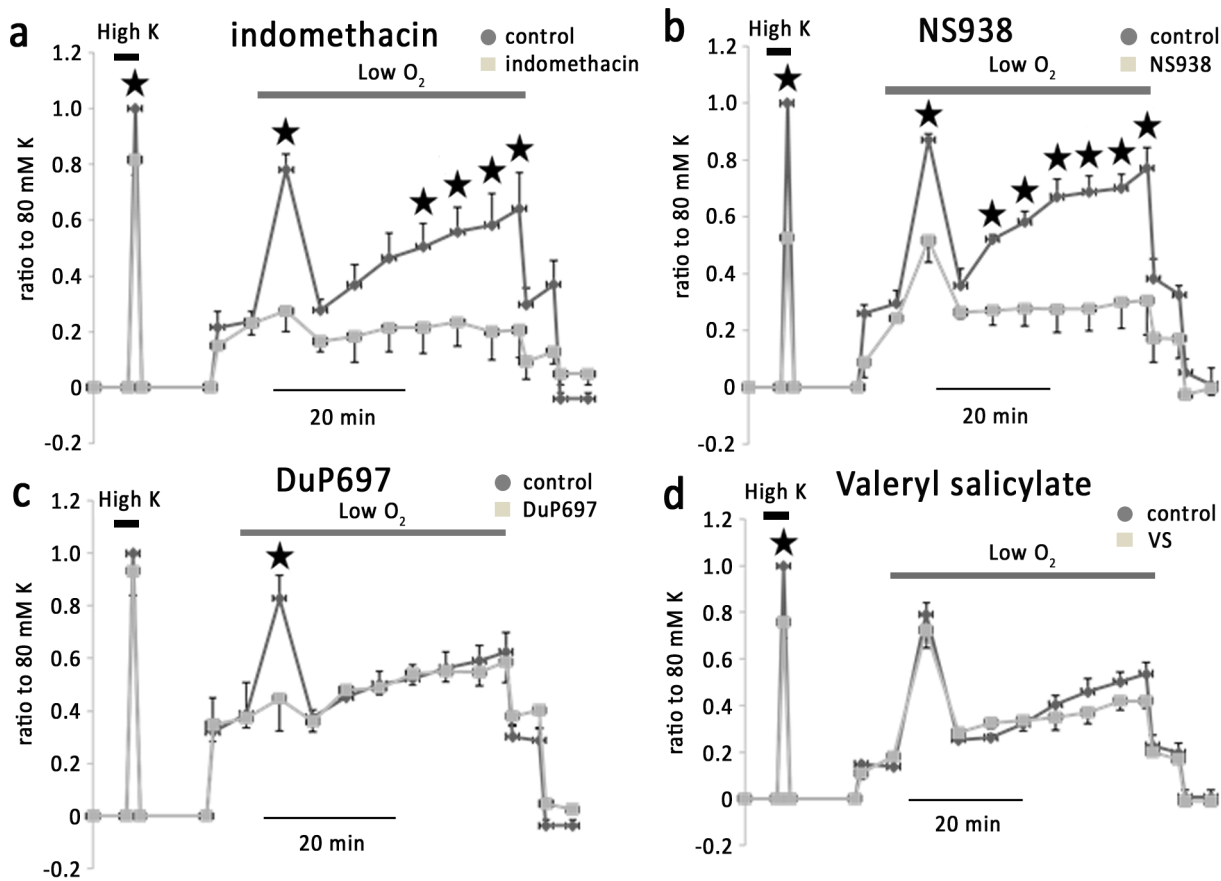 a
High K
indomethacin
control
indomethacin
Low O2
ratio to 80 mM K
1.2
1.0
0.8
0.6
0.4
0.2
0
-0.2
20 min
b
High K
NS938
control
NS938
Low O2
ratio to 80 mM K
1.2
1.0
0.8
0.6
0.4
0.2
0
-0.2
20 min
c
High K
DuP697
control
DuP697
Low O2
ratio to 80 mM K
1.2
1.0
0.8
0.6
0.4
0.2
0
-0.2
20 min
d
High K
Valeryl salicylate
control
VS
Low O2
ratio to 80 mM K
1.2
1.0
0.8
0.6
0.4
0.2
0
-0.2
20 min